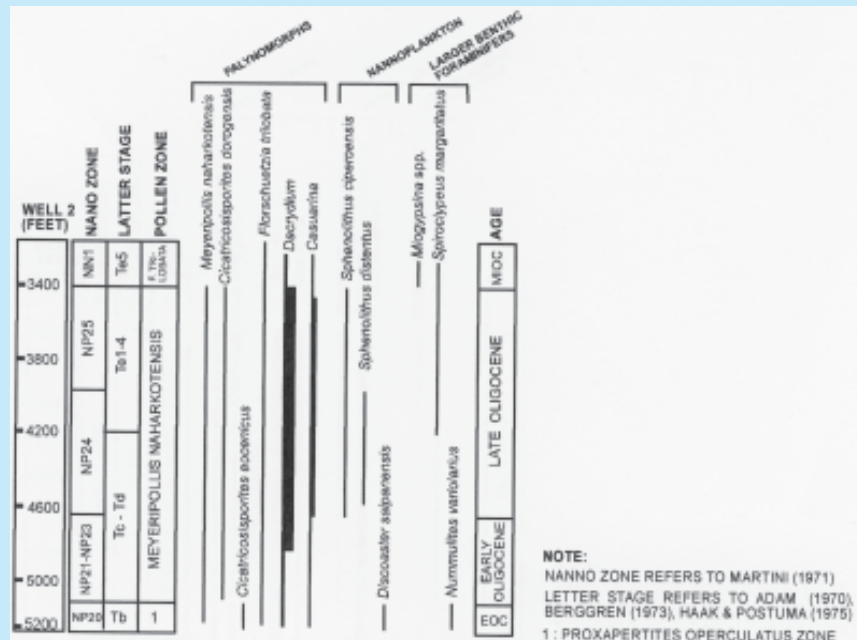 PALYNOMORPHS
NANNOPLANKTON
LARGER BENTHIC
FORAMINIFERS
WELL 2
(FEET)
NANO ZONE
LATTER STAGE
POLLEN ZONE
Meyeripollis naharkotensis
Cicatricosisporites dorogensis
Cicatricosisporites eocenicus
Florschuetzia trilobata
Dacrydium
Casuarina
Sphenolithus ciperoensis
Sphenolithus distentus
Discoaster saipanensis
Miogypsina spp.
Spiroclypeus margaritatus
Nummulites variolarius
AGE
3400
3800
4200
4600
5000
5200
NN1
NP25
NP24
NP21-NP23
NP20
Te5
Te1-4
Tc - Td
Tb
F. TRI-
LOBATA
MEYERIPOLLIS NAHARKOTENSIS
1
MIOC
LATE OLIGOCENE
EARLY
OLIGOCENE
EOC
NOTE:
NANNO ZONE REFERS TO MARTINI (1971)
LETTER STAGE REFERS TO ADAM (1970),
BERGGREN (1973), HAAK & POSTUMA (1975)
1 : PROXAPERTITES OPERCULATUS ZONE